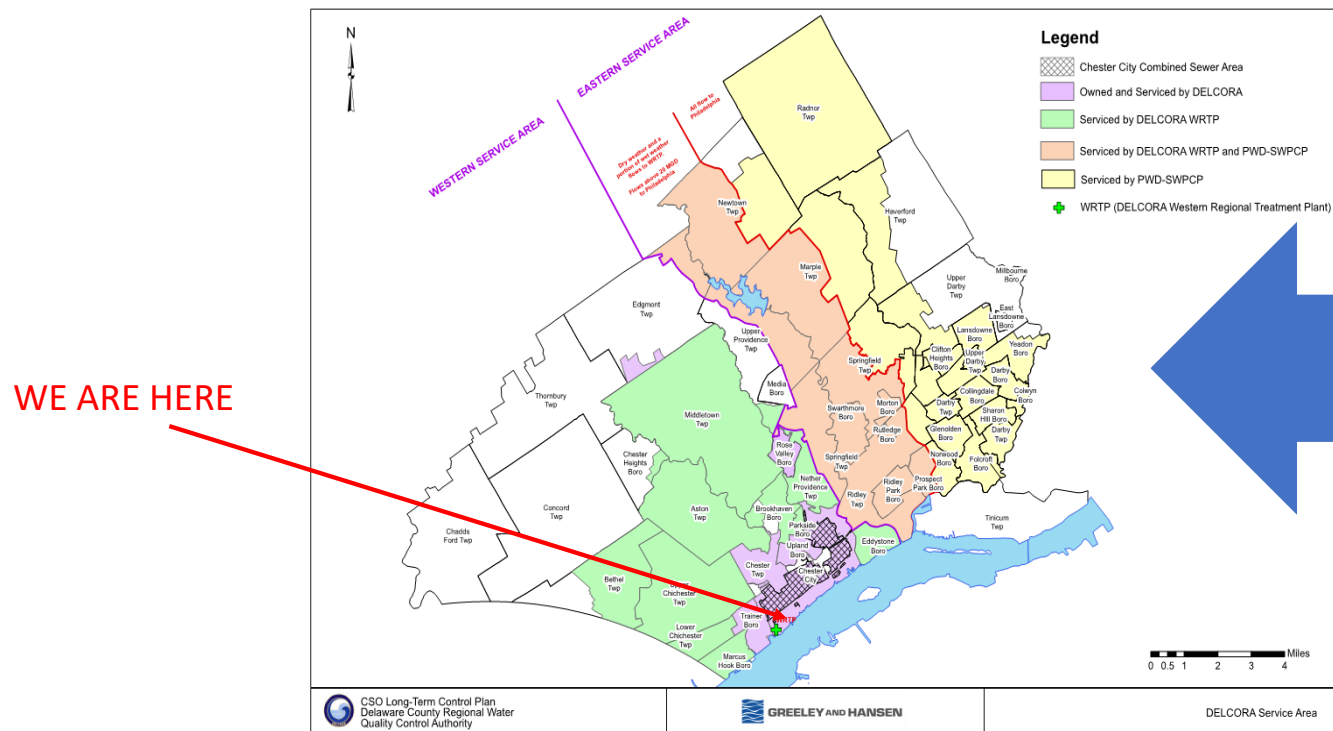 N
WESTERN SERVICE AREA
EASTERN SERVICE AREA
Dry weather and a
portion of wet weather
flows to WRTP.
Flows above 20 MGD
to Philadelphia
All flow to
Philadelphia
Legend
Chester City Combined Sewer Area
Owned and Serviced by DELCORA
Serviced by DELCORA WRTP
Serviced by DELCORA WRTP and PWD-SWPCP
Serviced by PWD-SWPCP
WRTP (DELCORA Western Regional Treatment Plant)
WE ARE HERE
Radnor
Twp
Newtown
Twp
Haverford
Twp
Marple
Twp
Upper
Darby
Twp
Millbourne
Boro
East
Lansdowne
Boro
Lansdowne
Boro
Edgmont
Twp
Upper
Providence
Twp
Springfield
Twp
Clifton
Heights
Boro
Upper
Darby
Twp
Yeadon
Boro
Darby
Boro
Colwyn
Boro
Collingdale
Boro
Media
Boro
Thornbury
Twp
Middletown
Twp
Swarthmore
Boro
Morton
Boro
Rutledge
Boro
Darby
Twp
Sharon
Hill Boro
Darby
Twp
Glenolden
Boro
Norwood
Boro
Folcroft
Boro
Chester
Heights
Boro
Rose
Valley
Boro
Springfield
Twp
Nether
Providence
Twp
Ridley
Twp
Ridley
Park
Boro
Prospect
Park Boro
Tinicum
Twp
Concord
Twp
Chadds
Ford Twp
Aston
Twp
Brookhaven
Boro
Parkside
Boro
Upland
Boro
Eddystone
Boro
Chester
Twp
Chester
City
Bethel
Twp
Upper
Chichester
Twp
Trainer
Boro
WRTP
Lower
Chichester
Twp
Marcus
Hook Boro
Miles
0 0.5 1 2 3 4
CSO Long-Term Control Plan
Delaware County Regional Water
Quality Control Authority
GREELEY AND HANSEN
DELCORA Service Area